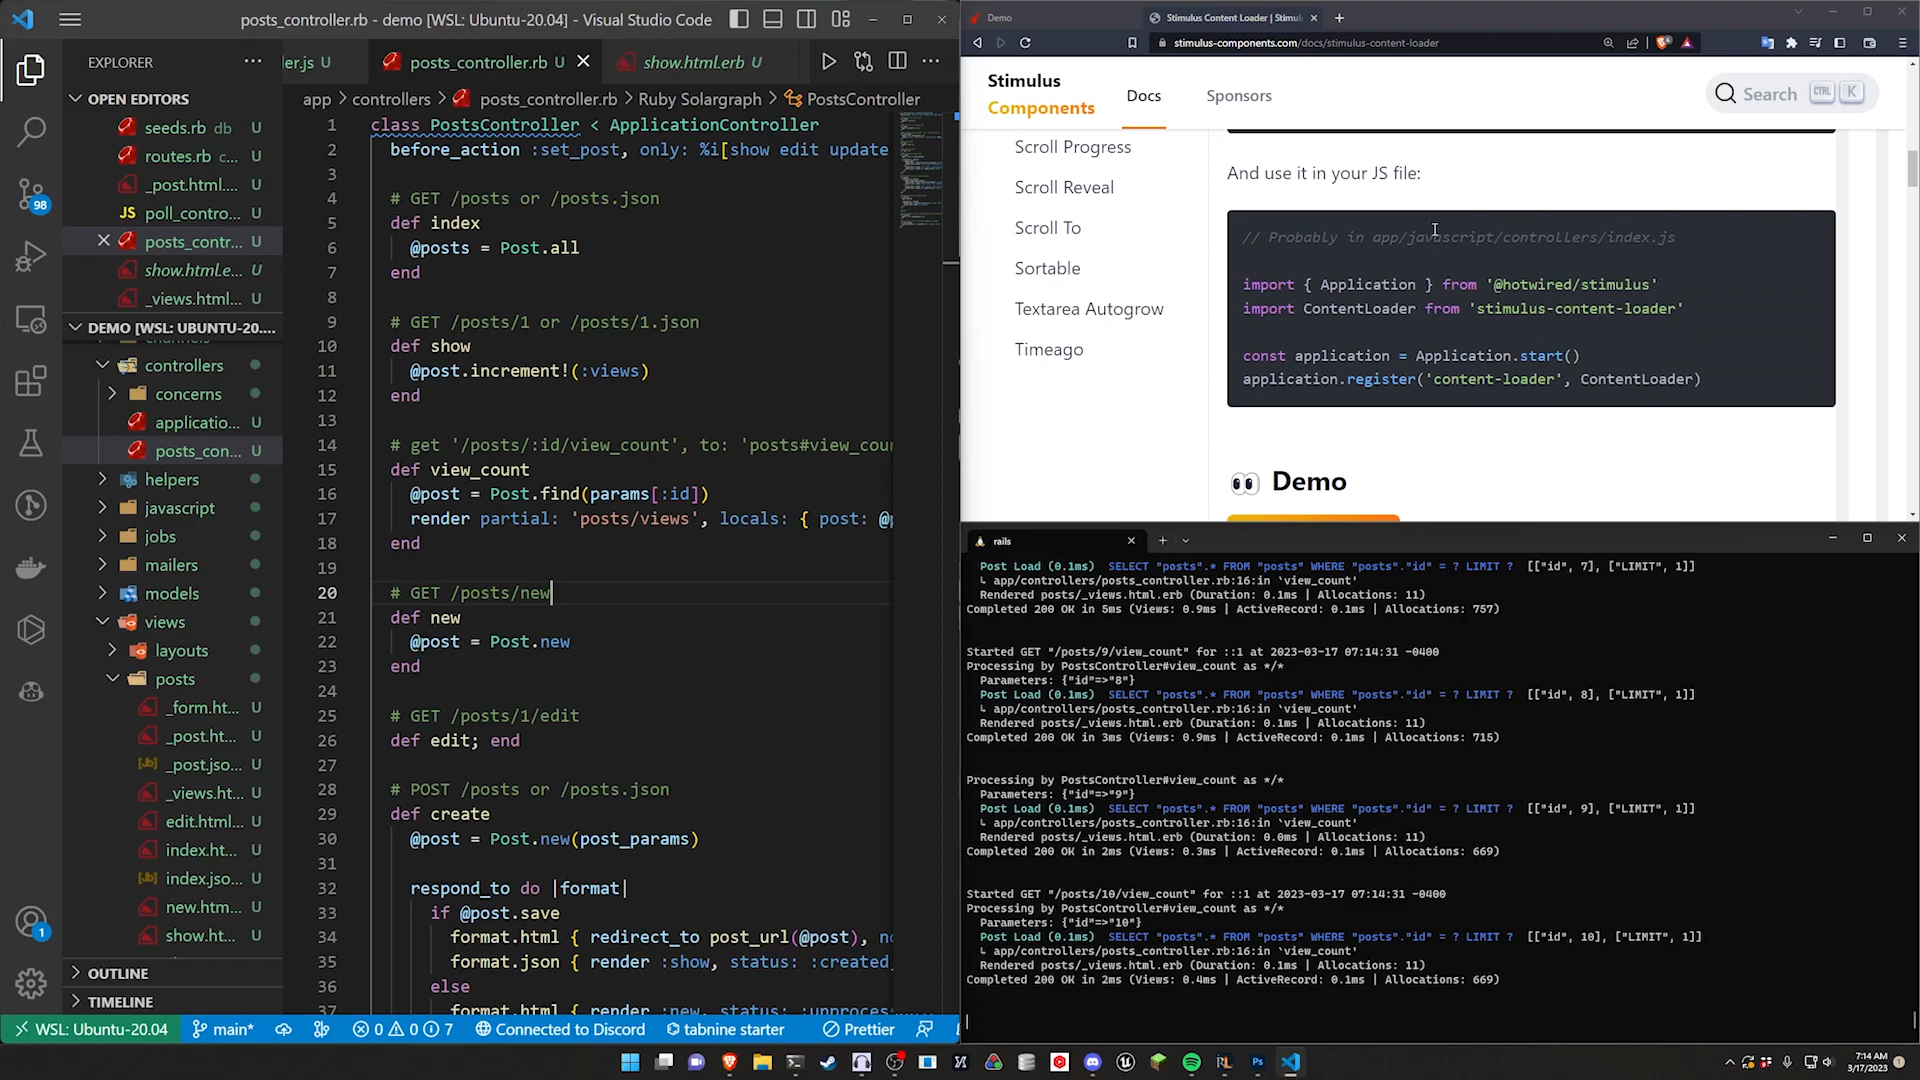 posts_controller.rb - demo [WSL: Ubuntu-20.04] - Visual Studio Code
EXPLORER
OPEN EDITORS
seeds.rb db U
routes.rb c... U
_post.html.... U
JS poll_contro... U
posts_contr... U
show.html.e... U
_views.html... U
DEMO [WSL: UBUNTU-20....
controllers
concerns
applicatio... U
posts_con... U
helpers
javascript
jobs
mailers
models
views
layouts
posts
_form.ht... U
_post.ht... U
_post.jso... U
_views.ht... U
edit.html... U
index.ht... U
index.jso... U
new.htm... U
show.ht... U
OUTLINE
TIMELINE
98
1
ler.js U
posts_controller.rb U
show.html.erb U
app > controllers > posts_controller.rb > Ruby Solargraph > PostsController
1 class PostsController < ApplicationController
2 before_action :set_post, only: %i[show edit update
3
4 # GET /posts or /posts.json
5 def index
6 @posts = Post.all
7 end
8
9 # GET /posts/1 or /posts/1.json
10 def show
11 @post.increment!(:views)
12 end
13
14 # get '/posts/:id/view_count', to: 'posts#view_cou
15 def view_count
16 @post = Post.find(params[:id])
17 render partial: 'posts/views', locals: { post: @p
18 end
19
20 # GET /posts/new
21 def new
22 @post = Post.new
23 end
24
25 # GET /posts/1/edit
26 def edit; end
27
28 # POST /posts or /posts.json
29 def create
30 @post = Post.new(post_params)
31
32 respond_to do |format|
33 if @post.save
34 format.html { redirect_to post_url(@post), no
35 format.json { render :show, status: :created,
36 else
37 format.html { render :new, status: :unproces
WSL: Ubuntu-20.04 main* 0 0 7 Connected to Discord tabnine starter Prettier
Demo
Stimulus Content Loader | Stimul
stimulus-components.com/docs/stimulus-content-loader
Stimulus
Components
Docs
Sponsors
Search CTRL K
Scroll Progress
Scroll Reveal
Scroll To
Sortable
Textarea Autogrow
Timeago
And use it in your JS file:
// Probably in app/javascript/controllers/index.js
import { Application } from '@hotwired/stimulus'
import ContentLoader from 'stimulus-content-loader'
const application = Application.start()
application.register('content-loader', ContentLoader)
Demo
rails
Post Load (0.1ms) SELECT "posts".* FROM "posts" WHERE "posts"."id" = ? LIMIT ? [["id", 7], ["LIMIT", 1]]
↳ app/controllers/posts_controller.rb:16:in `view_count'
Rendered posts/_views.html.erb (Duration: 0.1ms | Allocations: 11)
Completed 200 OK in 5ms (Views: 0.9ms | ActiveRecord: 0.1ms | Allocations: 757)
Started GET "/posts/9/view_count" for ::1 at 2023-03-17 07:14:31 -0400
Processing by PostsController#view_count as */*
Parameters: {"id"=>"8"}
Post Load (0.1ms) SELECT "posts".* FROM "posts" WHERE "posts"."id" = ? LIMIT ? [["id", 8], ["LIMIT", 1]]
↳ app/controllers/posts_controller.rb:16:in `view_count'
Rendered posts/_views.html.erb (Duration: 0.1ms | Allocations: 11)
Completed 200 OK in 3ms (Views: 0.9ms | ActiveRecord: 0.1ms | Allocations: 715)
Processing by PostsController#view_count as */*
Parameters: {"id"=>"9"}
Post Load (0.1ms) SELECT "posts".* FROM "posts" WHERE "posts"."id" = ? LIMIT ? [["id", 9], ["LIMIT", 1]]
↳ app/controllers/posts_controller.rb:16:in `view_count'
Rendered posts/_views.html.erb (Duration: 0.0ms | Allocations: 11)
Completed 200 OK in 2ms (Views: 0.3ms | ActiveRecord: 0.1ms | Allocations: 669)
Started GET "/posts/10/view_count" for ::1 at 2023-03-17 07:14:31 -0400
Processing by PostsController#view_count as */*
Parameters: {"id"=>"10"}
Post Load (0.1ms) SELECT "posts".* FROM "posts" WHERE "posts"."id" = ? LIMIT ? [["id", 10], ["LIMIT", 1]]
↳ app/controllers/posts_controller.rb:16:in `view_count'
Rendered posts/_views.html.erb (Duration: 0.1ms | Allocations: 11)
Completed 200 OK in 2ms (Views: 0.4ms | ActiveRecord: 0.1ms | Allocations: 669)
7:14 AM
3/17/2023